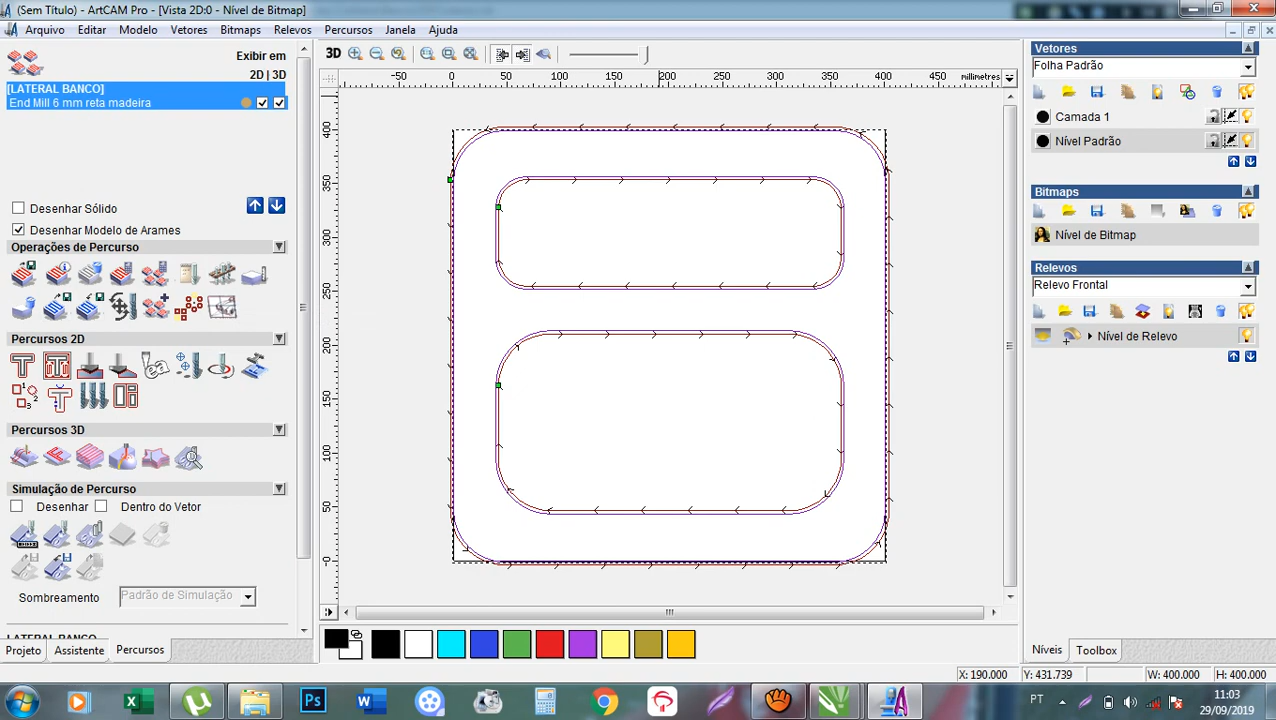 (Sem Título) - ArtCAM Pro - [Vista 2D:0 - Nível de Bitmap]
Arquivo Editar Modelo Vetores Bitmaps Relevos Percursos Janela Ajuda
Exibir em
2D | 3D
[LATERAL BANCO]
End Mill 6 mm reta madeira
Desenhar Sólido
Desenhar Modelo de Arames
Operações de Percurso
Percursos 2D
Percursos 3D
Simulação de Percurso
Desenhar Dentro do Vetor
Sombreamento Padrão de Simulação
LATERAL BANCO
Projeto Assistente Percursos
3D
-50 0 50 100 150 200 250 300 350 400 450 milímetros
400
350
300
250
200
150
100
50
-0
Vetores
Folha Padrão
Camada 1
Nível Padrão
Bitmaps
Nível de Bitmap
Relevos
Relevo Frontal
Nível de Relevo
Níveis Toolbox
X: 190.000 Y: 431.739 W: 400.000 H: 400.000
PT
11:03
29/09/2019